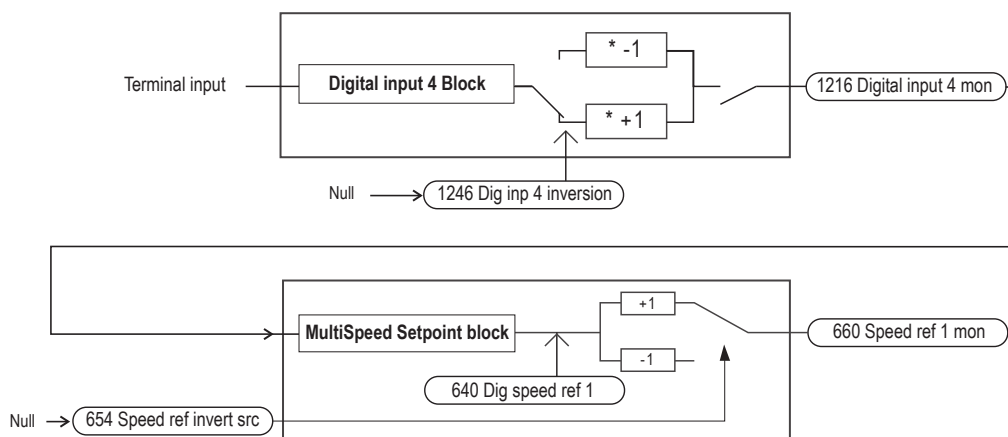 * -1
Terminal input
Digital input 4 Block
1216 Digital input 4 mon
* +1
Null
1246 Dig inp 4 inversion
+1
MultiSpeed Setpoint block
660 Speed ref 1 mon
-1
640 Dig speed ref 1
Null
654 Speed ref invert src